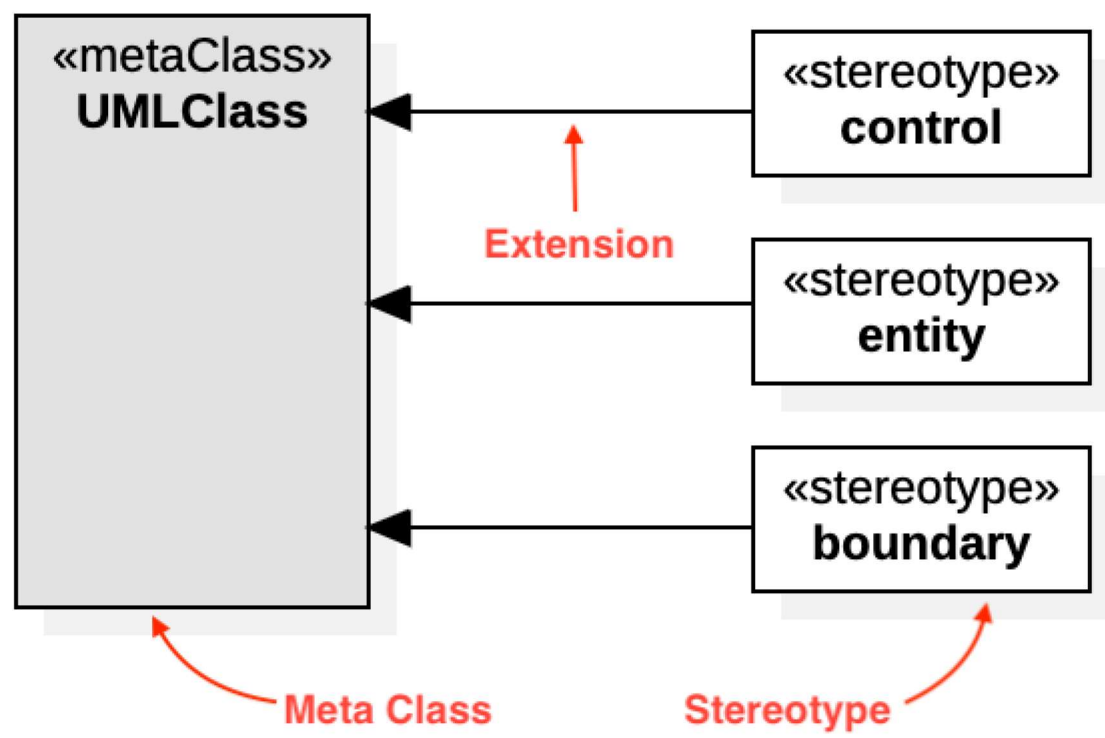 «metaClass»
UMLClass
«stereotype»
control
Extension
«stereotype»
entity
«stereotype»
boundary
Meta Class
Stereotype